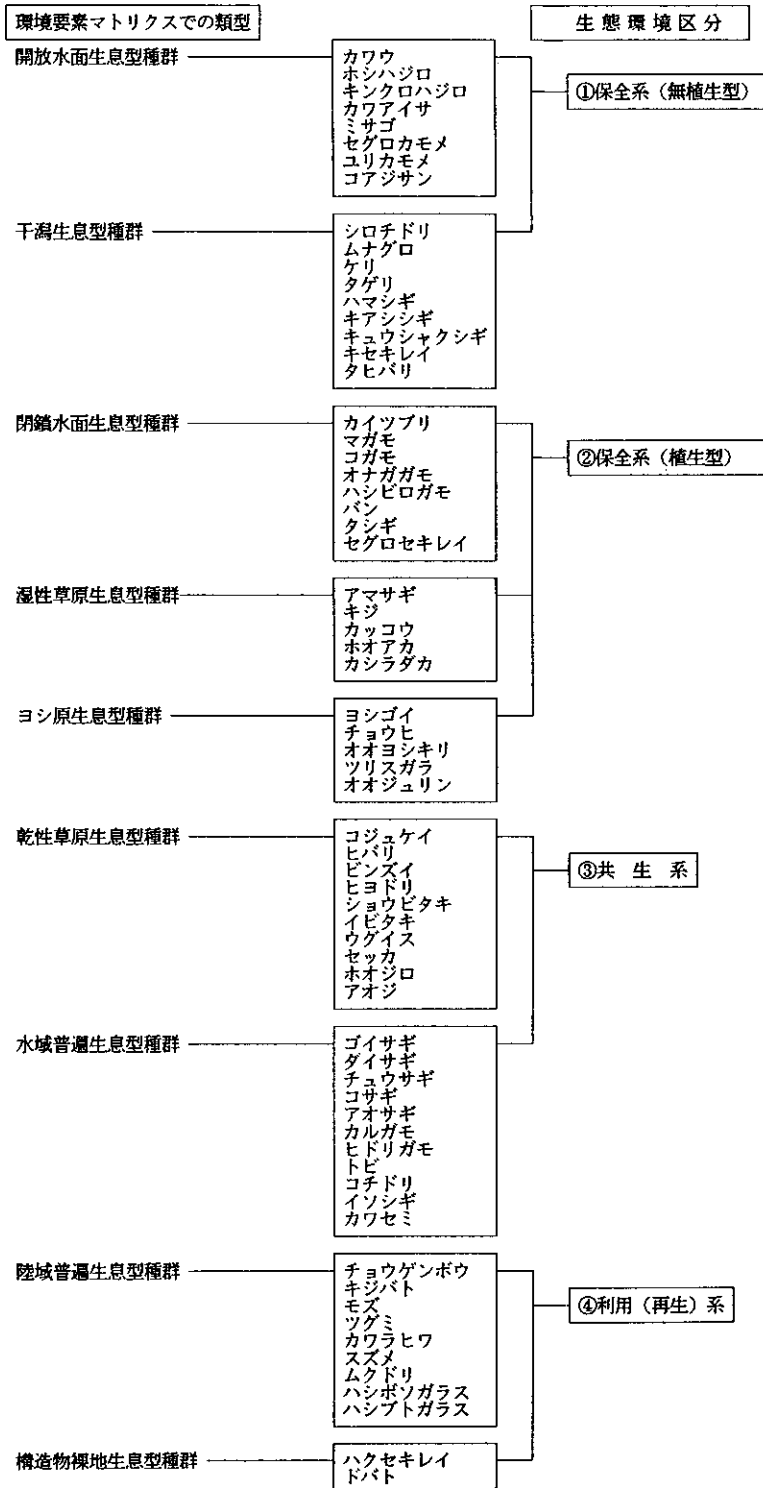 環境要素マトリクスでの類型
生態環境区分
開放水面生息型種群
カワウ
ホシハジロ
キンクロハジロ
カワアイサ
ミサゴ
セグロカモメ
ユリカモメ
コアジサン
①保全系（無植生型）
干潟生息型種群
シロチドリ
ムナグロ
ケリ
タゲリ
ハマシギ
キアシシギ
キュウシャクシギ
キセキレイ
タヒバリ
閉鎖水面生息型種群
カイツブリ
マガモ
コガモ
オナガガモ
ハシビロガモ
バン
タシギ
セグロセキレイ
②保全系（植生型）
湿性草原生息型種群
アマサギ
キジ
カッコウ
ホオアカ
カシラダカ
ヨシ原生息型種群
ヨシゴイ
チョウヒ
オオヨシキリ
ツリスガラ
オオジュリン
乾性草原生息型種群
コジュケイ
ヒバリ
ビンズイ
ヒヨドリ
ショウビタキ
イビタキ
ウグイス
セッカ
ホオジロ
アオジ
③共生系
水域普遍生息型種群
ゴイサギ
ダイサギ
チュウサギ
コサギ
アオサギ
カルガモ
ヒドリガモ
トビ
コチドリ
イソシギ
カワセミ
陸域普遍生息型種群
チョウゲンボウ
キジバト
モズ
ツグミ
カワラヒワ
スズメ
ムクドリ
ハシボソガラス
ハシブトガラス
④利用（再生）系
構造物裸地生息型種群
ハクセキレイ
ドバト